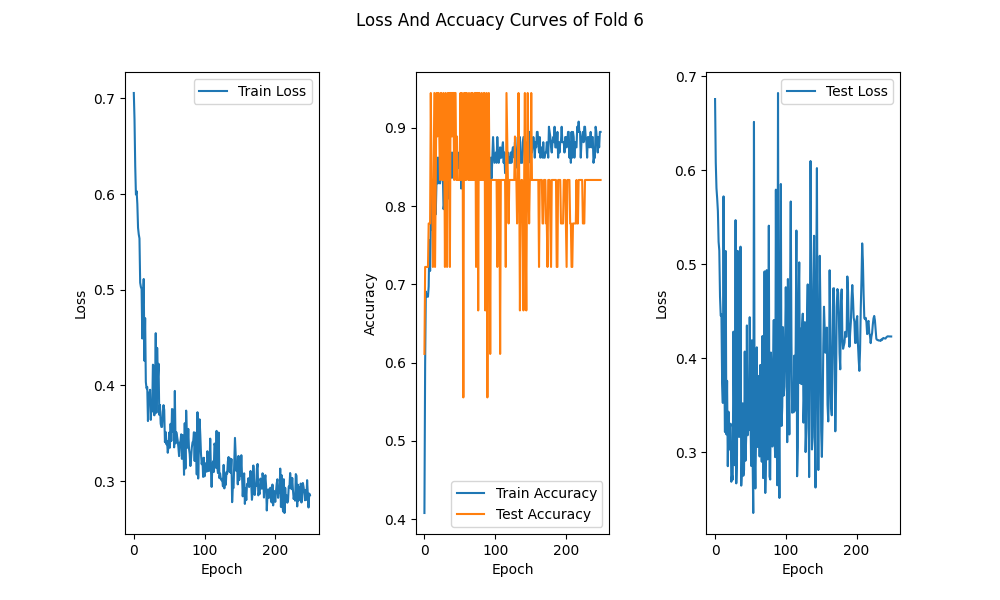 Loss And Accuacy Curves of Fold 6
Train Loss
0.7
0.6
0.5
0.4
0.3
Loss
0
100
200
Epoch
0.9
0.8
0.7
0.6
0.5
0.4
Accuracy
Train Accuracy
Test Accuracy
0
100
200
Epoch
Test Loss
0.7
0.6
0.5
0.4
0.3
Loss
0
100
200
Epoch